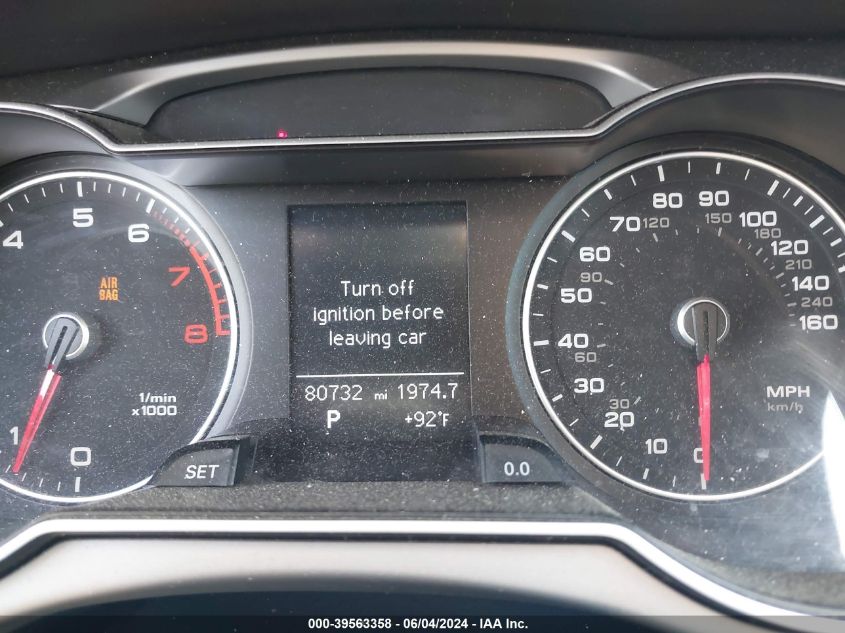 4
5
6
7
8
AIR
BAG
1/min
x1000
1
0
SET
Turn off
ignition before
leaving car
80732 mi 1974.7
P +92°F
0.0
0
10
20
30
40
50
60
70
80
90
100
120
140
160
30
60
90
120
150
180
210
240
MPH
km/h
000-39563358 - 06/04/2024 - IAA Inc.